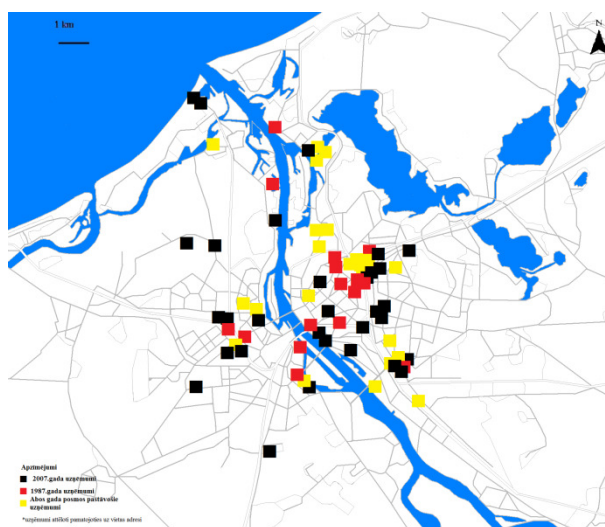 1 km
N
Apzīmējumi
2007.gada uzņēmumi
1987.gada uzņēmumi
Abos gada posmos pastāvošie
uzņēmumi
*uzņēmumi attēloti pamatojoties uz vietas adresi